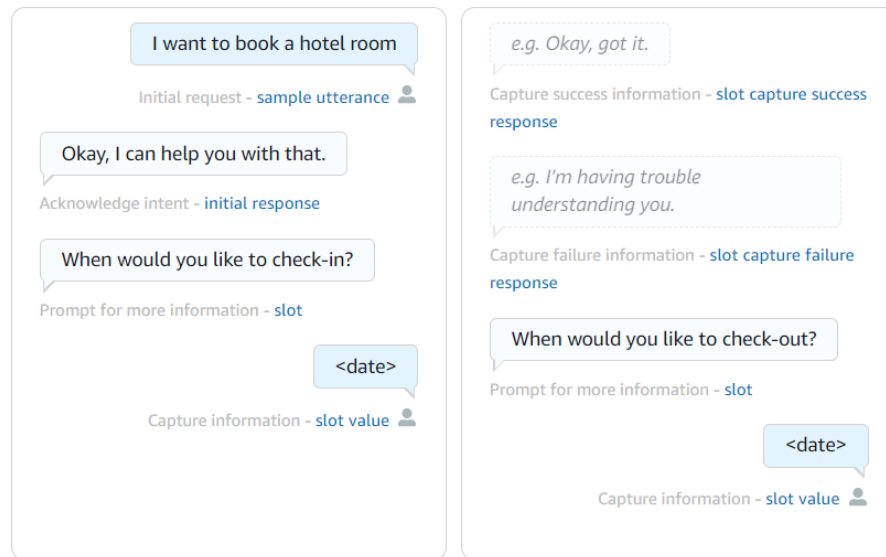 I want to book a hotel room
Initial request - sample utterance
Okay, I can help you with that.
Acknowledge intent - initial response
When would you like to check-in?
Prompt for more information - slot
<date>
Capture information - slot value
e.g. Okay, got it.
Capture success information - slot capture success
response
e.g. I'm having trouble
understanding you.
Capture failure information - slot capture failure
response
When would you like to check-out?
Prompt for more information - slot
<date>
Capture information - slot value